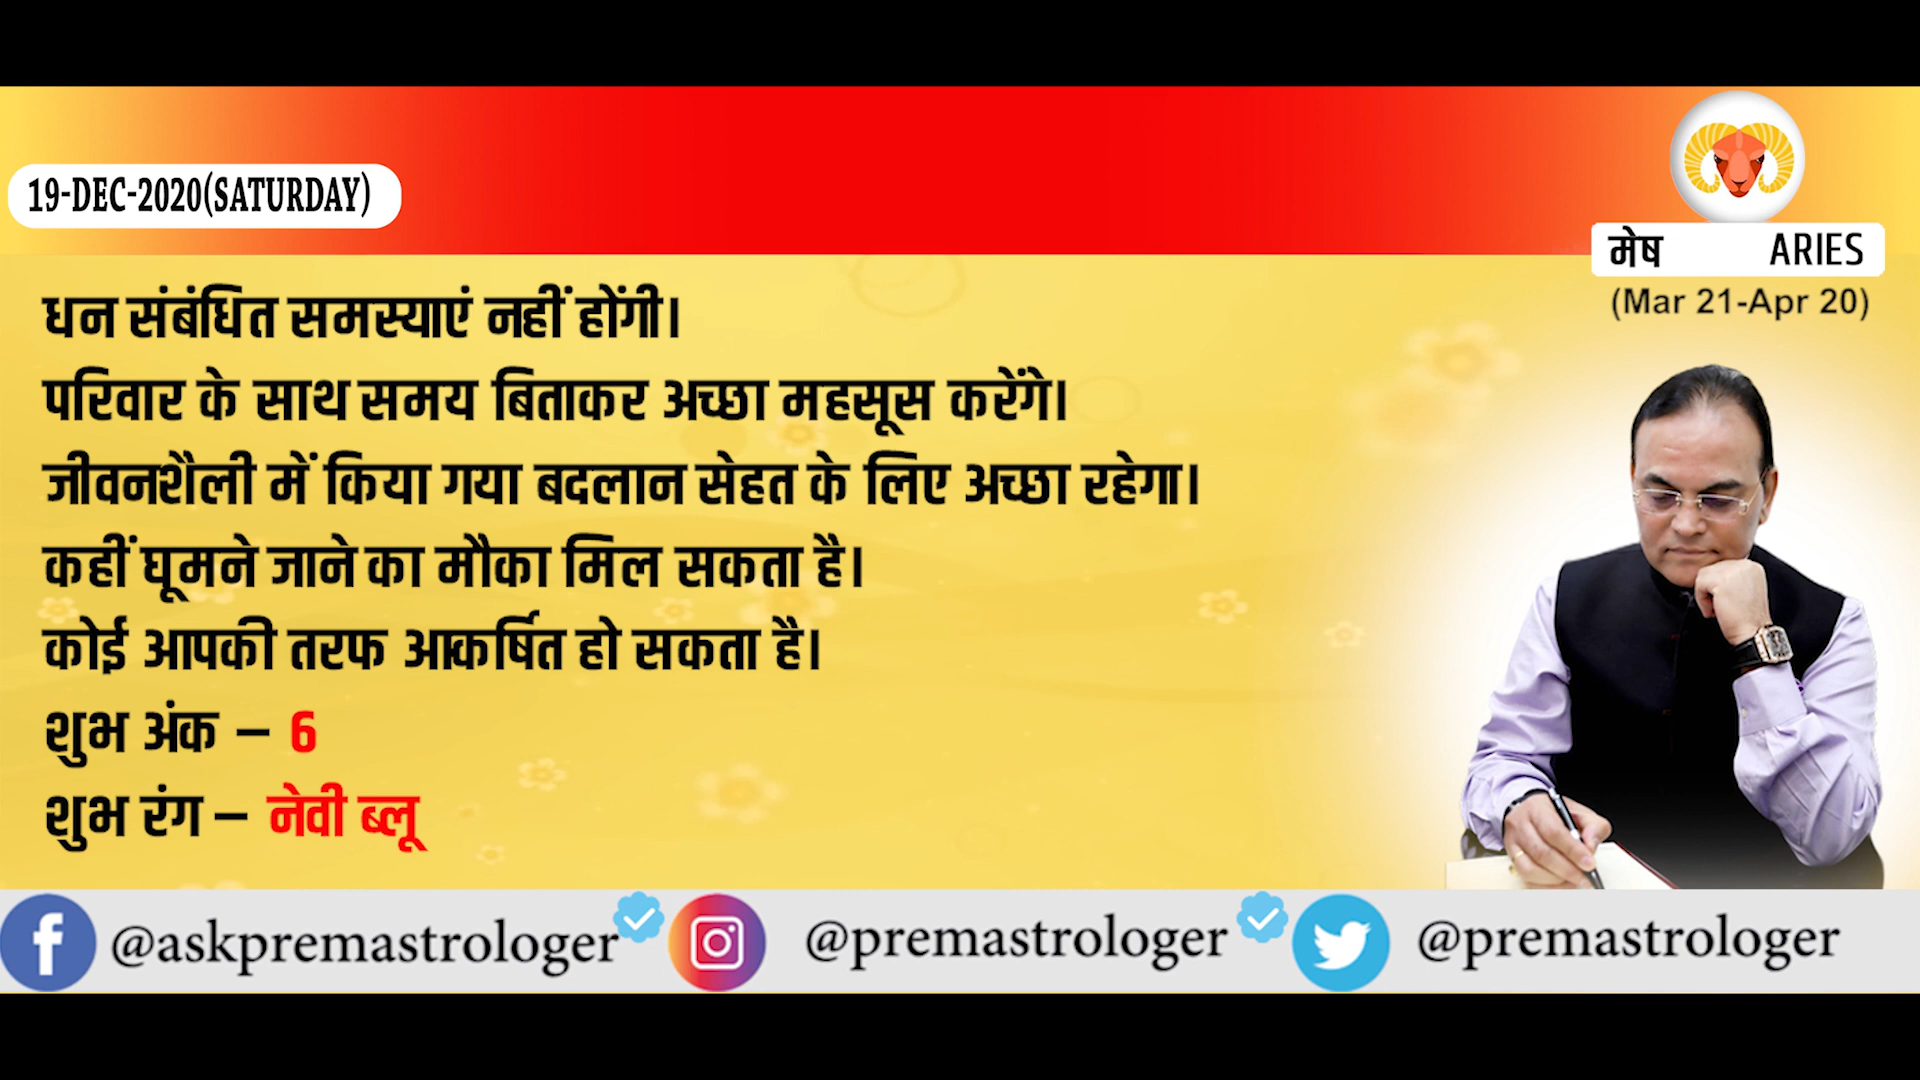 19-DEC-2020(SATURDAY)
मेष ARIES
(Mar 21-Apr 20)
धन संबंधित समस्याएं नहीं होंगी।
परिवार के साथ समय बिताकर अच्छा महसूस करेंगे।
जीवनशैली में किया गया बदलान सेहत के लिए अच्छा रहेगा।
कहीं घूमने जाने का मौका मिल सकता है।
कोई आपकी तरफ आकर्षित हो सकता है।
शुभ अंक – 6
शुभ रंग – नेवी ब्लू
@askpremastrologer @premastrologer @premastrologer